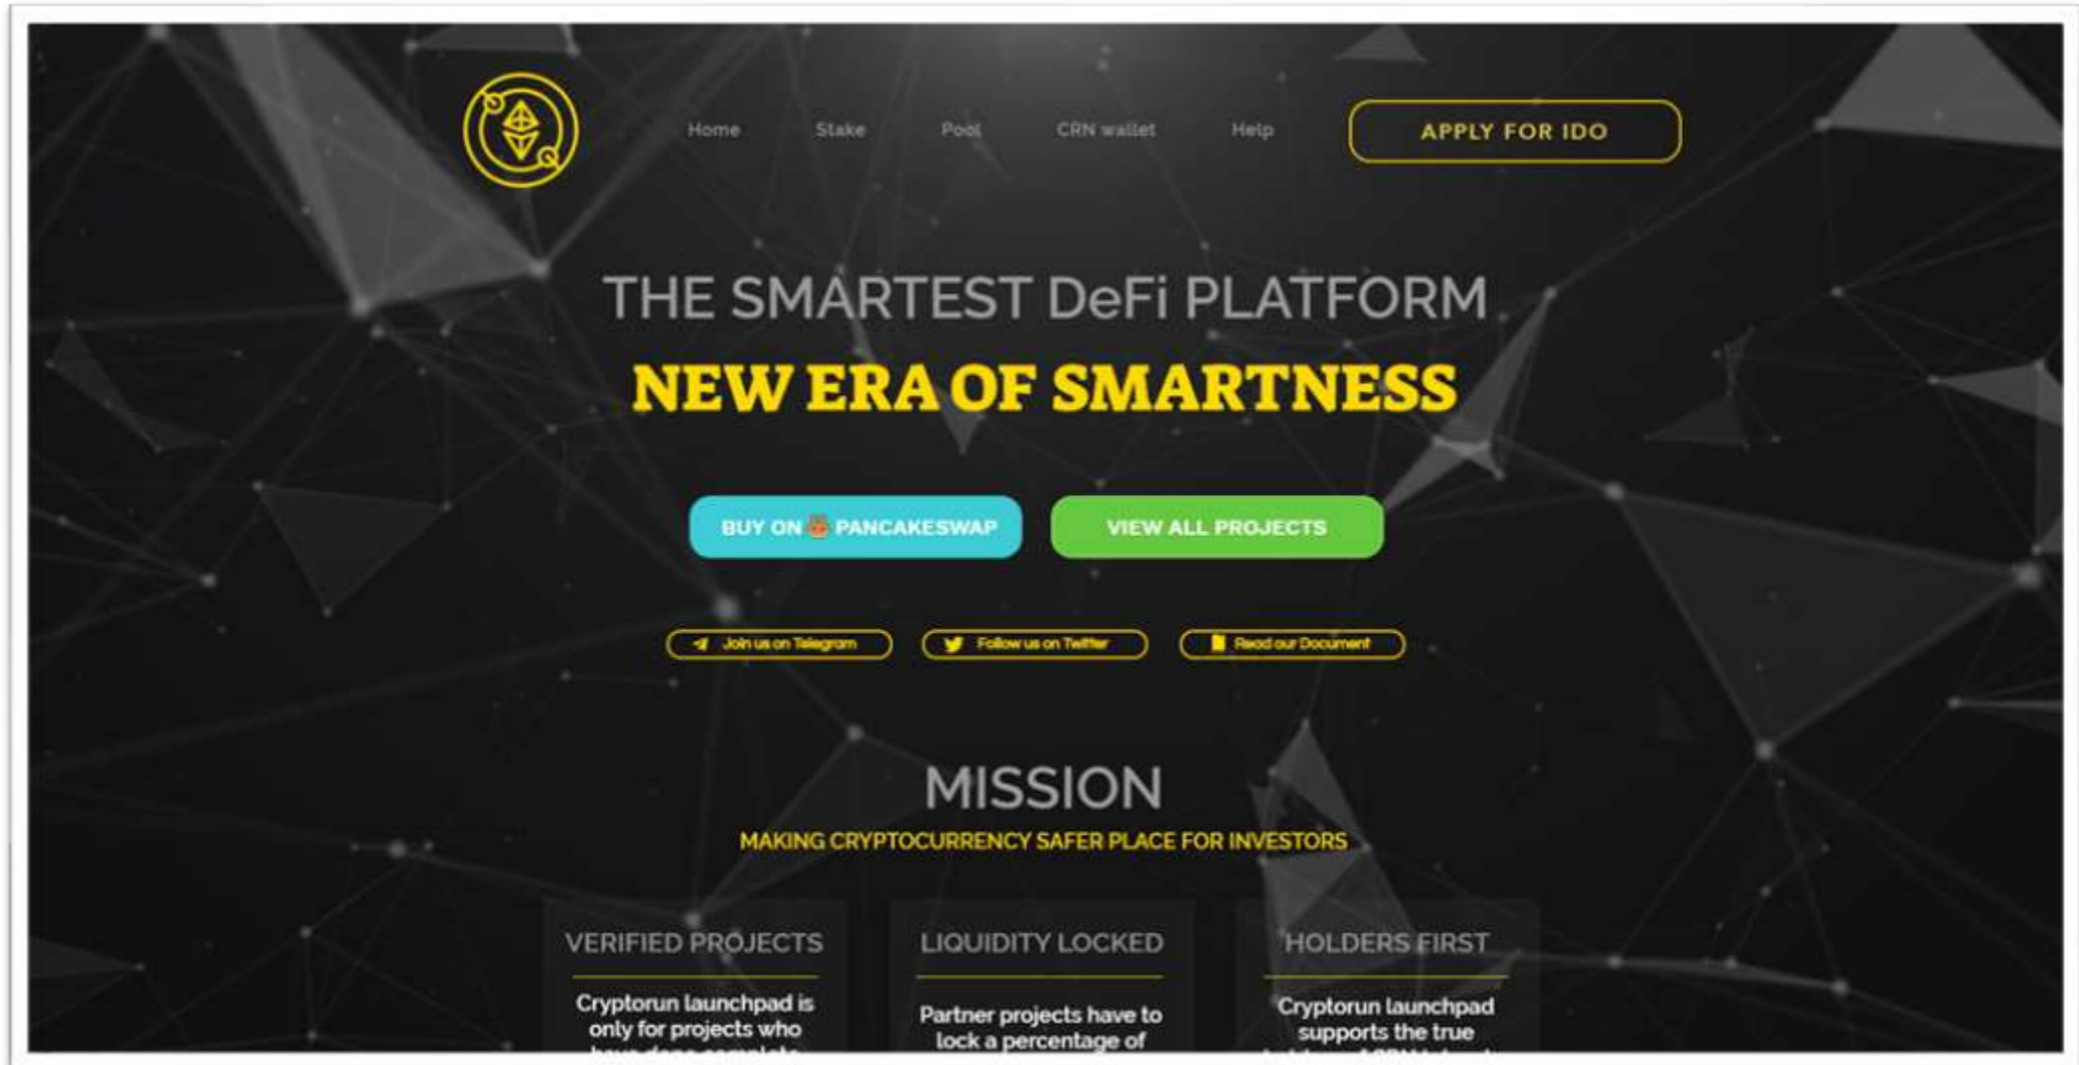 Home Stake Pool CRN wallet Help APPLY FOR IDO
THE SMARTEST DeFi PLATFORM
NEW ERA OF SMARTNESS
BUY ON PANCAKESWAP VIEW ALL PROJECTS
Join us on Telegram Follow us on Twitter Read our Document
MISSION
MAKING CRYPTOCURRENCY SAFER PLACE FOR INVESTORS
VERIFIED PROJECTS
Cryptorun launchpad is
only for projects who
have done complete
LIQUIDITY LOCKED
Partner projects have to
lock a percentage of
HOLDERS FIRST
Cryptorun launchpad
supports the true